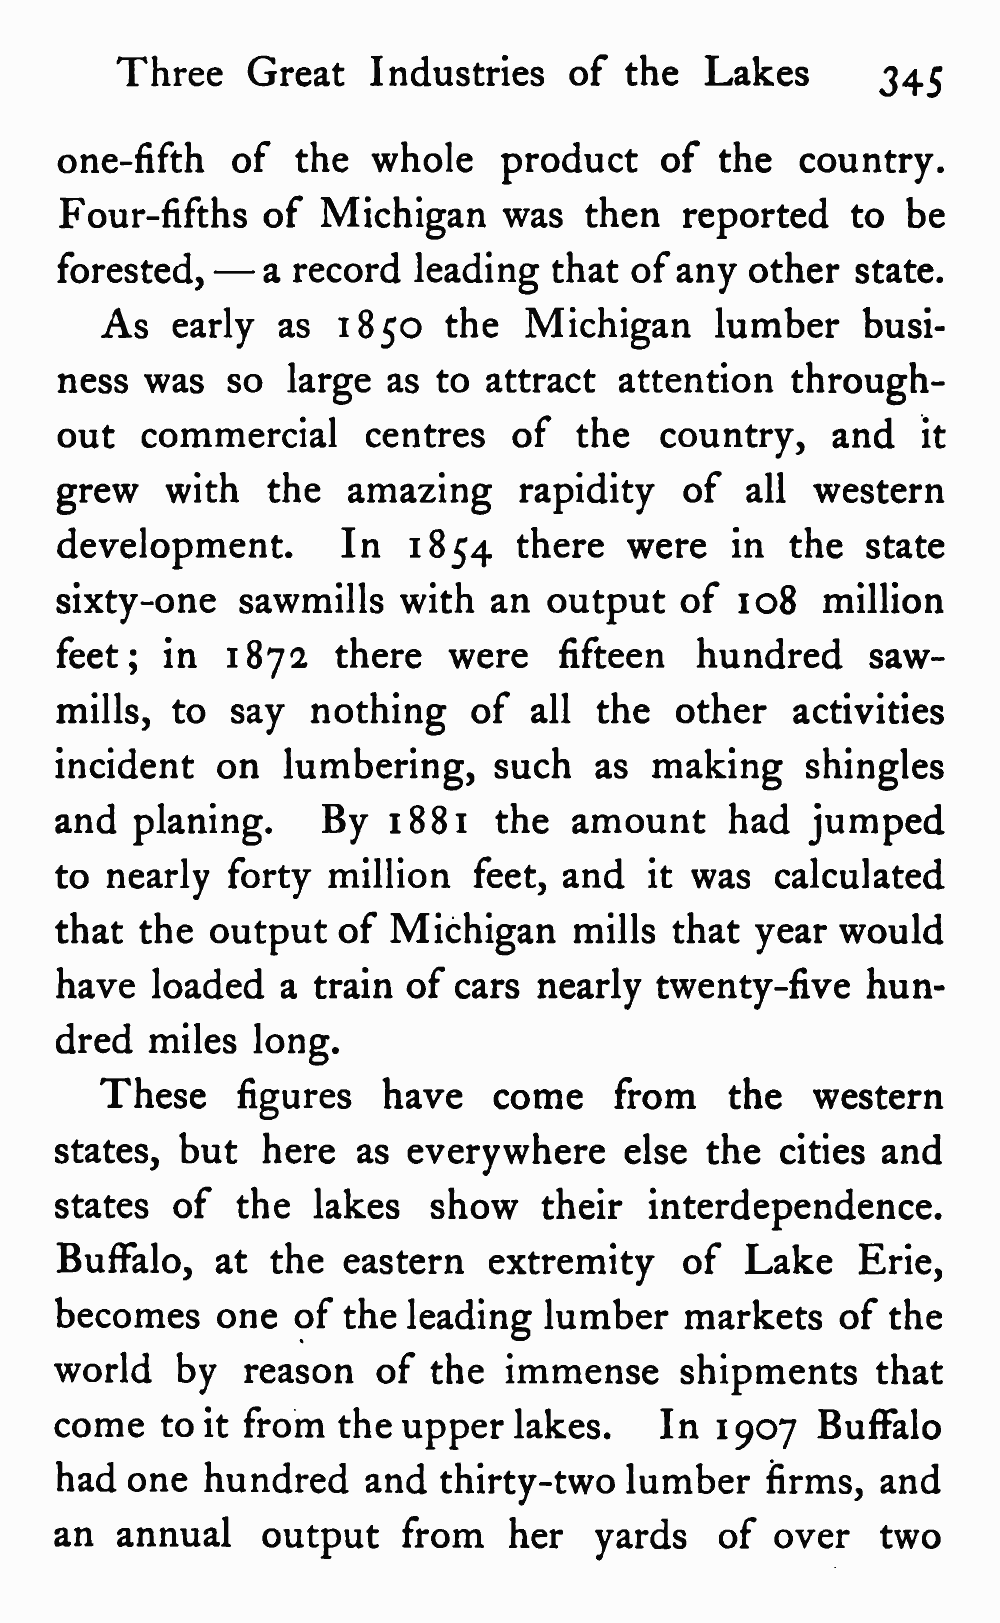 Three Great Industries of the Lakes 345
one-fifth of the whole product of the country.
Four-fifths of Michigan was then reported to be
forested, — a record leading that of any other state.
As early as 1850 the Michigan lumber busi-
ness was so large as to attract attention through-
out commercial centres of the country, and it
grew with the amazing rapidity of all western
development. In 1854 there were in the state
sixty-one sawmills with an output of 108 million
feet; in 1872 there were fifteen hundred saw-
mills, to say nothing of all the other activities
incident on lumbering, such as making shingles
and planing. By 1881 the amount had jumped
to nearly forty million feet, and it was calculated
that the output of Michigan mills that year would
have loaded a train of cars nearly twenty-five hun-
dred miles long.
These figures have come from the western
states, but here as everywhere else the cities and
states of the lakes show their interdependence.
Buffalo, at the eastern extremity of Lake Erie,
becomes one of the leading lumber markets of the
world by reason of the immense shipments that
come to it from the upper lakes. In 1907 Buffalo
had one hundred and thirty-two lumber firms, and
an annual output from her yards of over two